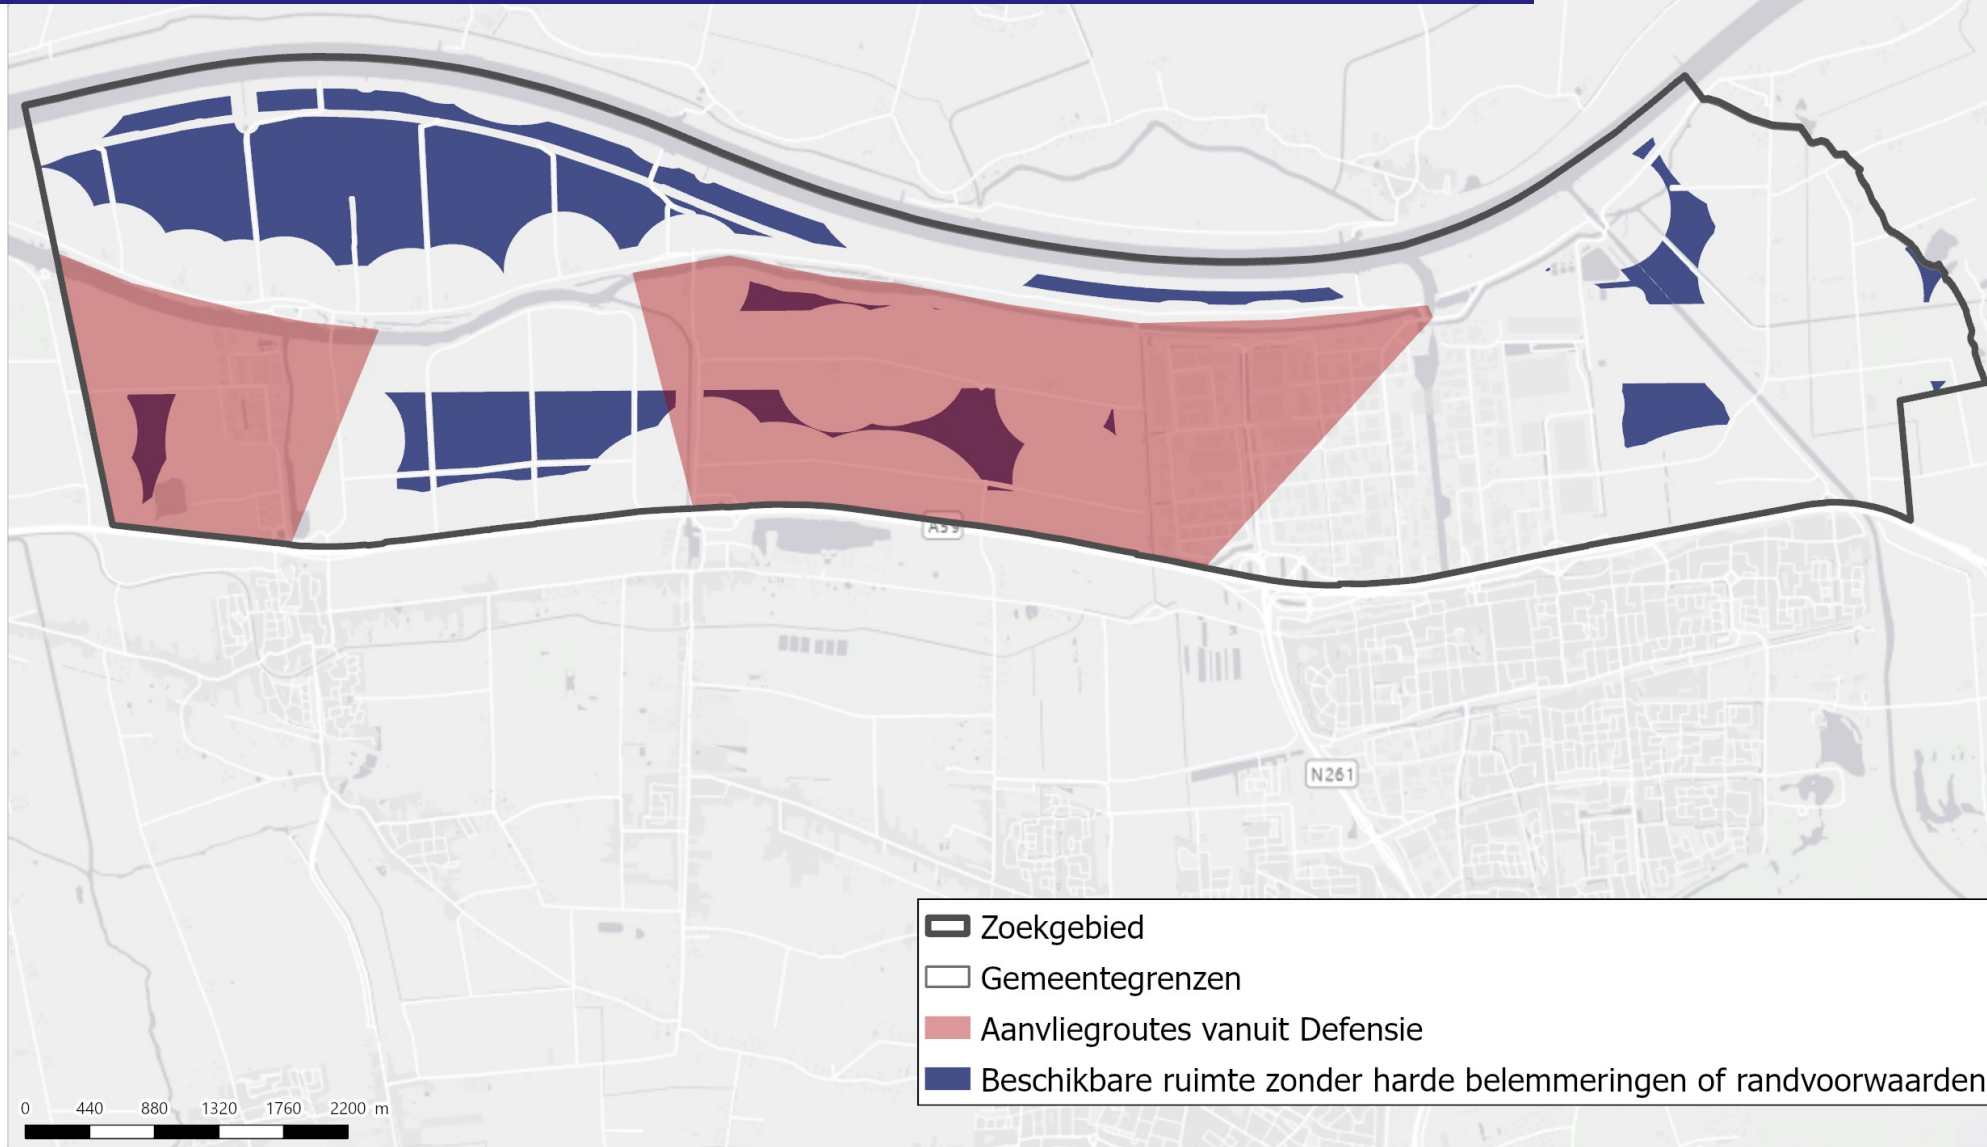 A59
N261
Zoekgebied
Gemeentegrenzen
Aanvliegroutes vanuit Defensie
Beschikbare ruimte zonder harde belemmeringen of randvoorwaarden
0 440 880 1320 1760 2200 m